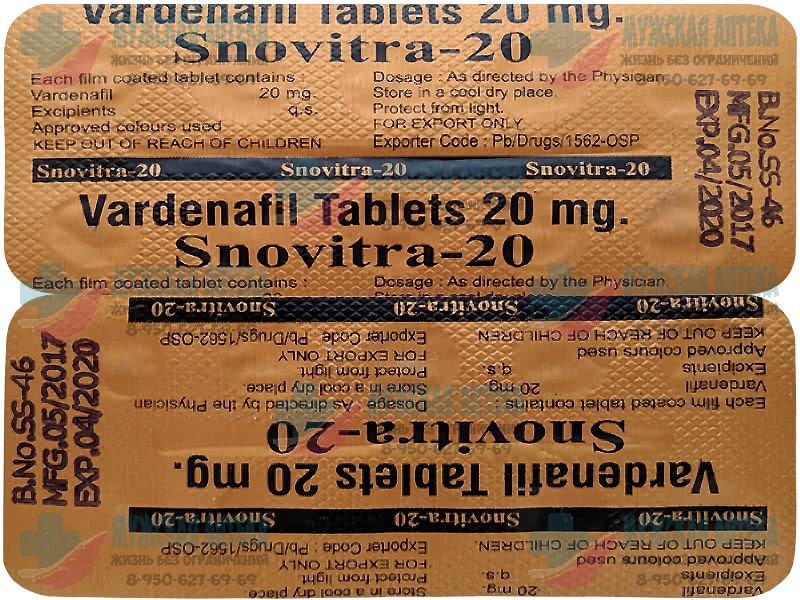 Vardenafil Tablets 20 mg.
Snovitra-20
Each film coated tablet contains :
Vardenafil 20 mg.
Excipients q.s.
Approved colours used
KEEP OUT OF REACH OF CHILDREN.
Dosage : As directed by the Physician
Store in a cool dry place.
Protect from light.
FOR EXPORT ONLY
Exporter Code : Pb/Drugs/1562-OSP
B.No.SS-46
MFG.05/2017
EXP.04/2020
Snovitra-20 Snovitra-20 Snovitra-20
Vardenafil Tablets 20 mg.
Snovitra-20
Each film coated tablet contains :
Dosage : As directed by the Physician.
B.No.SS-46
MFG.05/2017
EXP.04/2020
Snovitra-20 Snovitra-20 Snovitra-20
Vardenafil Tablets 20 mg.
Snovitra-20
Each film coated tablet contains :
Vardenafil 20 mg.
Excipients q.s.
Approved colours used
KEEP OUT OF REACH OF CHILDREN
Dosage : As directed by the Physician
Store in a cool dry place.
Protect from light
FOR EXPORT ONLY
Exporter Code : Pb/Drugs/1562-OSP
Snovitra-20 Snovitra-20 Snovitra-20
Vardenafil 20 mg.
Excipients q.s.
Approved colours used
KEEP OUT OF REACH OF CHILDREN.
Store in a cool dry place.
Protect from light
FOR EXPORT ONLY
Exporter Code : Pb/Drugs/1562-OSP
МУЖСКАЯ АПТЕКА
ЖИЗНЬ БЕЗ ОГРАНИЧЕНИЙ
8-950-627-69-69